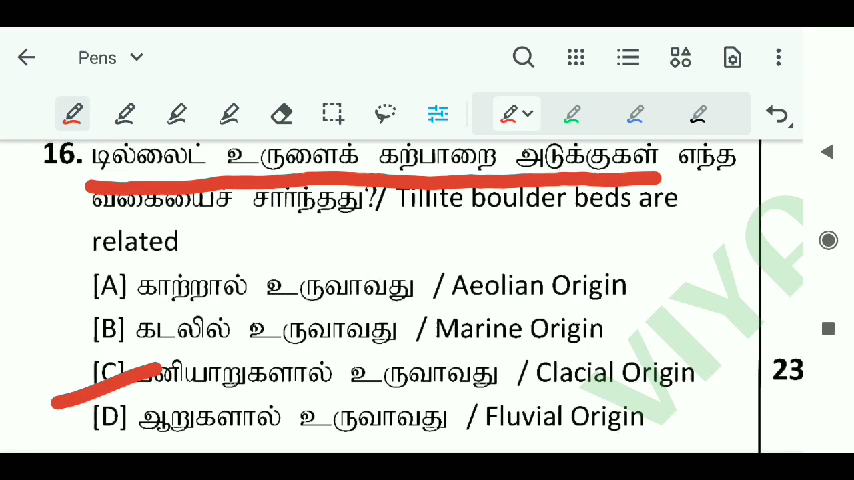 Pens
16. டில்லைட் உருளைக் கற்பாறை அடுக்குகள் எந்த
வகையைச் சார்ந்தது?/ Tillite boulder beds are
related
[A] காற்றால் உருவாவது / Aeolian Origin
[B] கடலில் உருவாவது / Marine Origin
[C] பனியாறுகளால் உருவாவது / Clacial Origin
23
[D] ஆறுகளால் உருவாவது / Fluvial Origin
VIYA